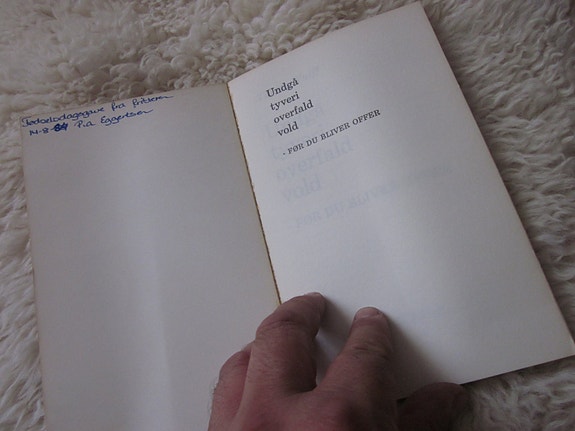 Fødselsdagsgave fra
14-8-84 Pia Eggertsen
Undgå
tyveri
overfald
vold
- FØR DU BLIVER OFFER